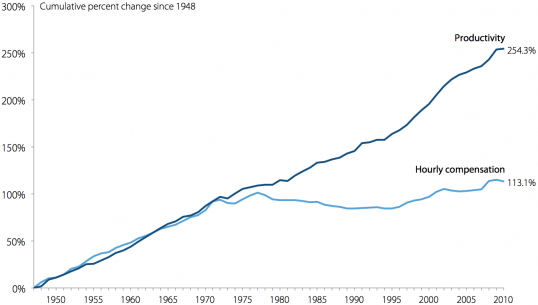 Cumulative percent change since 1948
300%
250%
200%
150%
100%
50%
0%
Productivity
254.3%
Hourly compensation
113.1%
1950 1955 1960 1965 1970 1975 1980 1985 1990 1995 2000 2005 2010